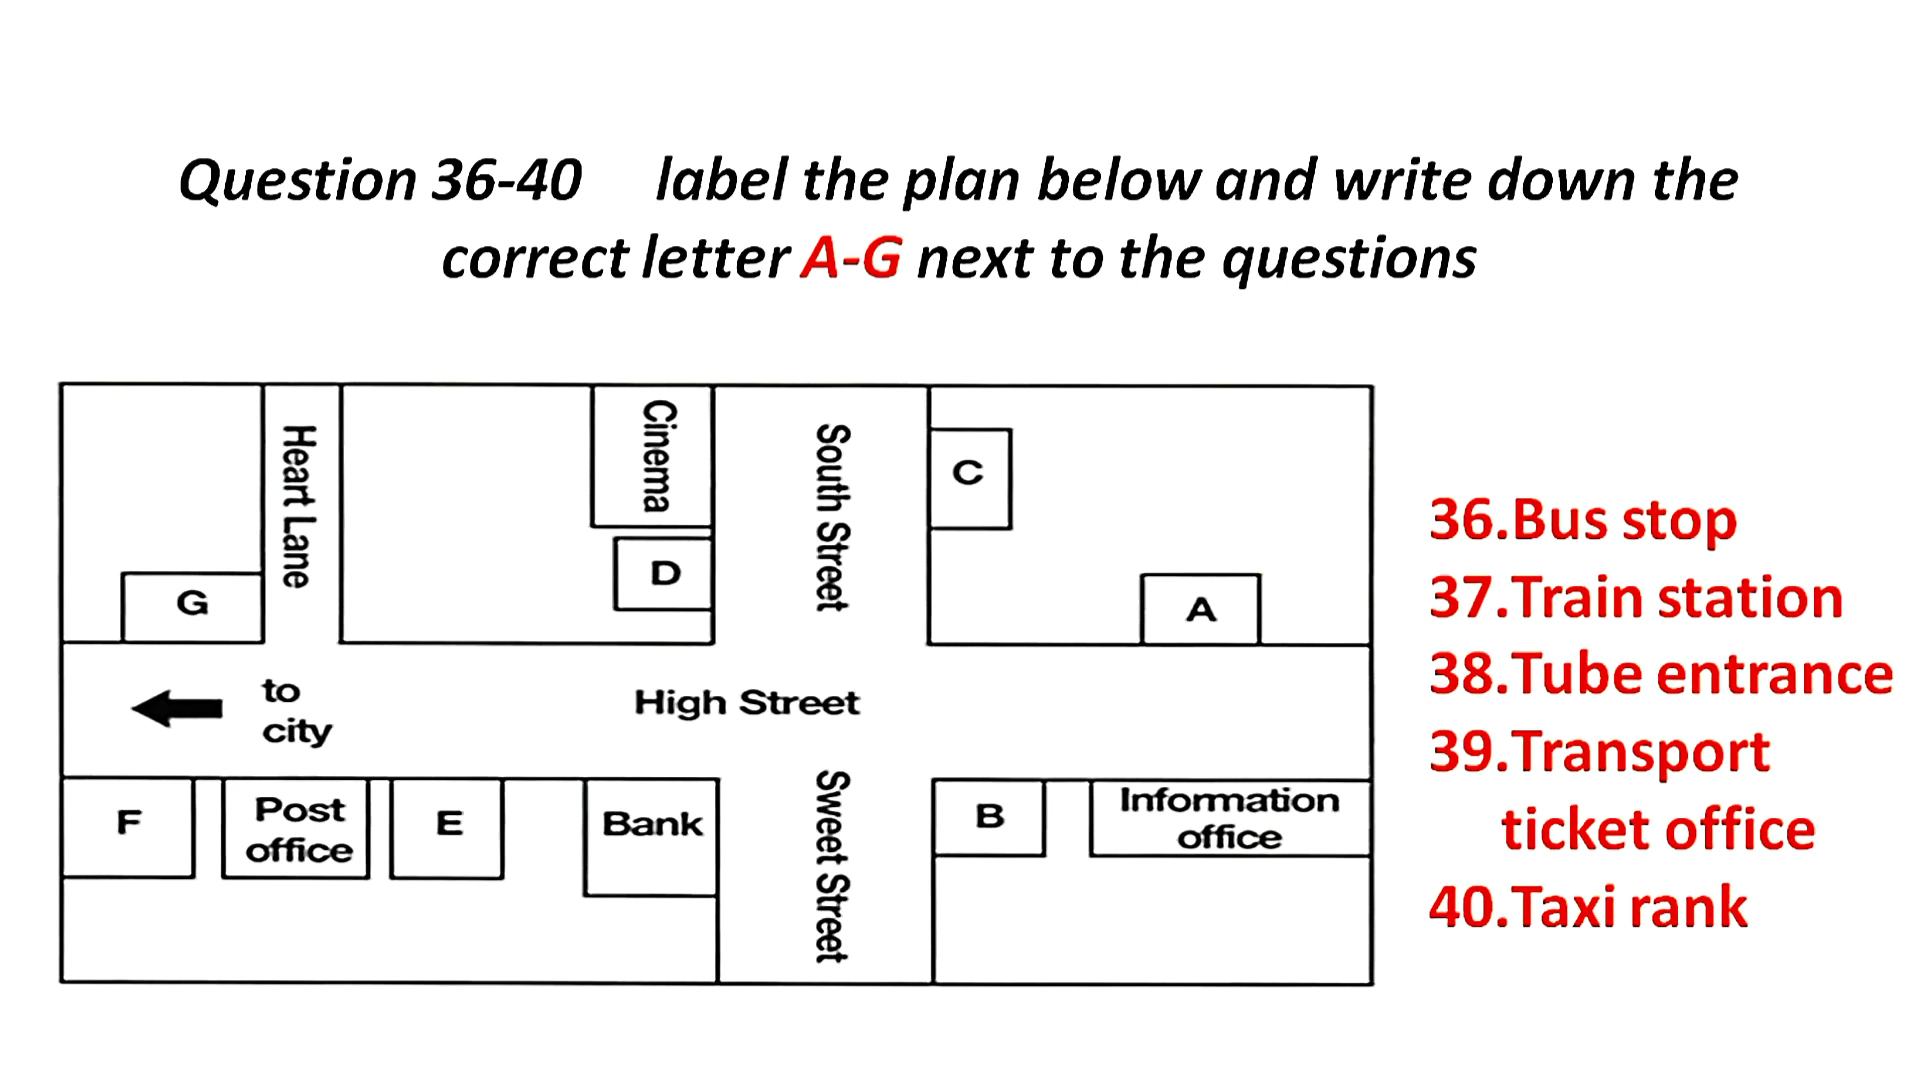 Question 36-40 label the plan below and write down the
correct letter A-G next to the questions
Heart Lane
Cinema
South Street
C
D
G
A
36.Bus stop
37.Train station
38.Tube entrance
39.Transport
ticket office
40.Taxi rank
to
city
High Street
F
Post
office
E
Bank
Sweet Street
B
Information
office